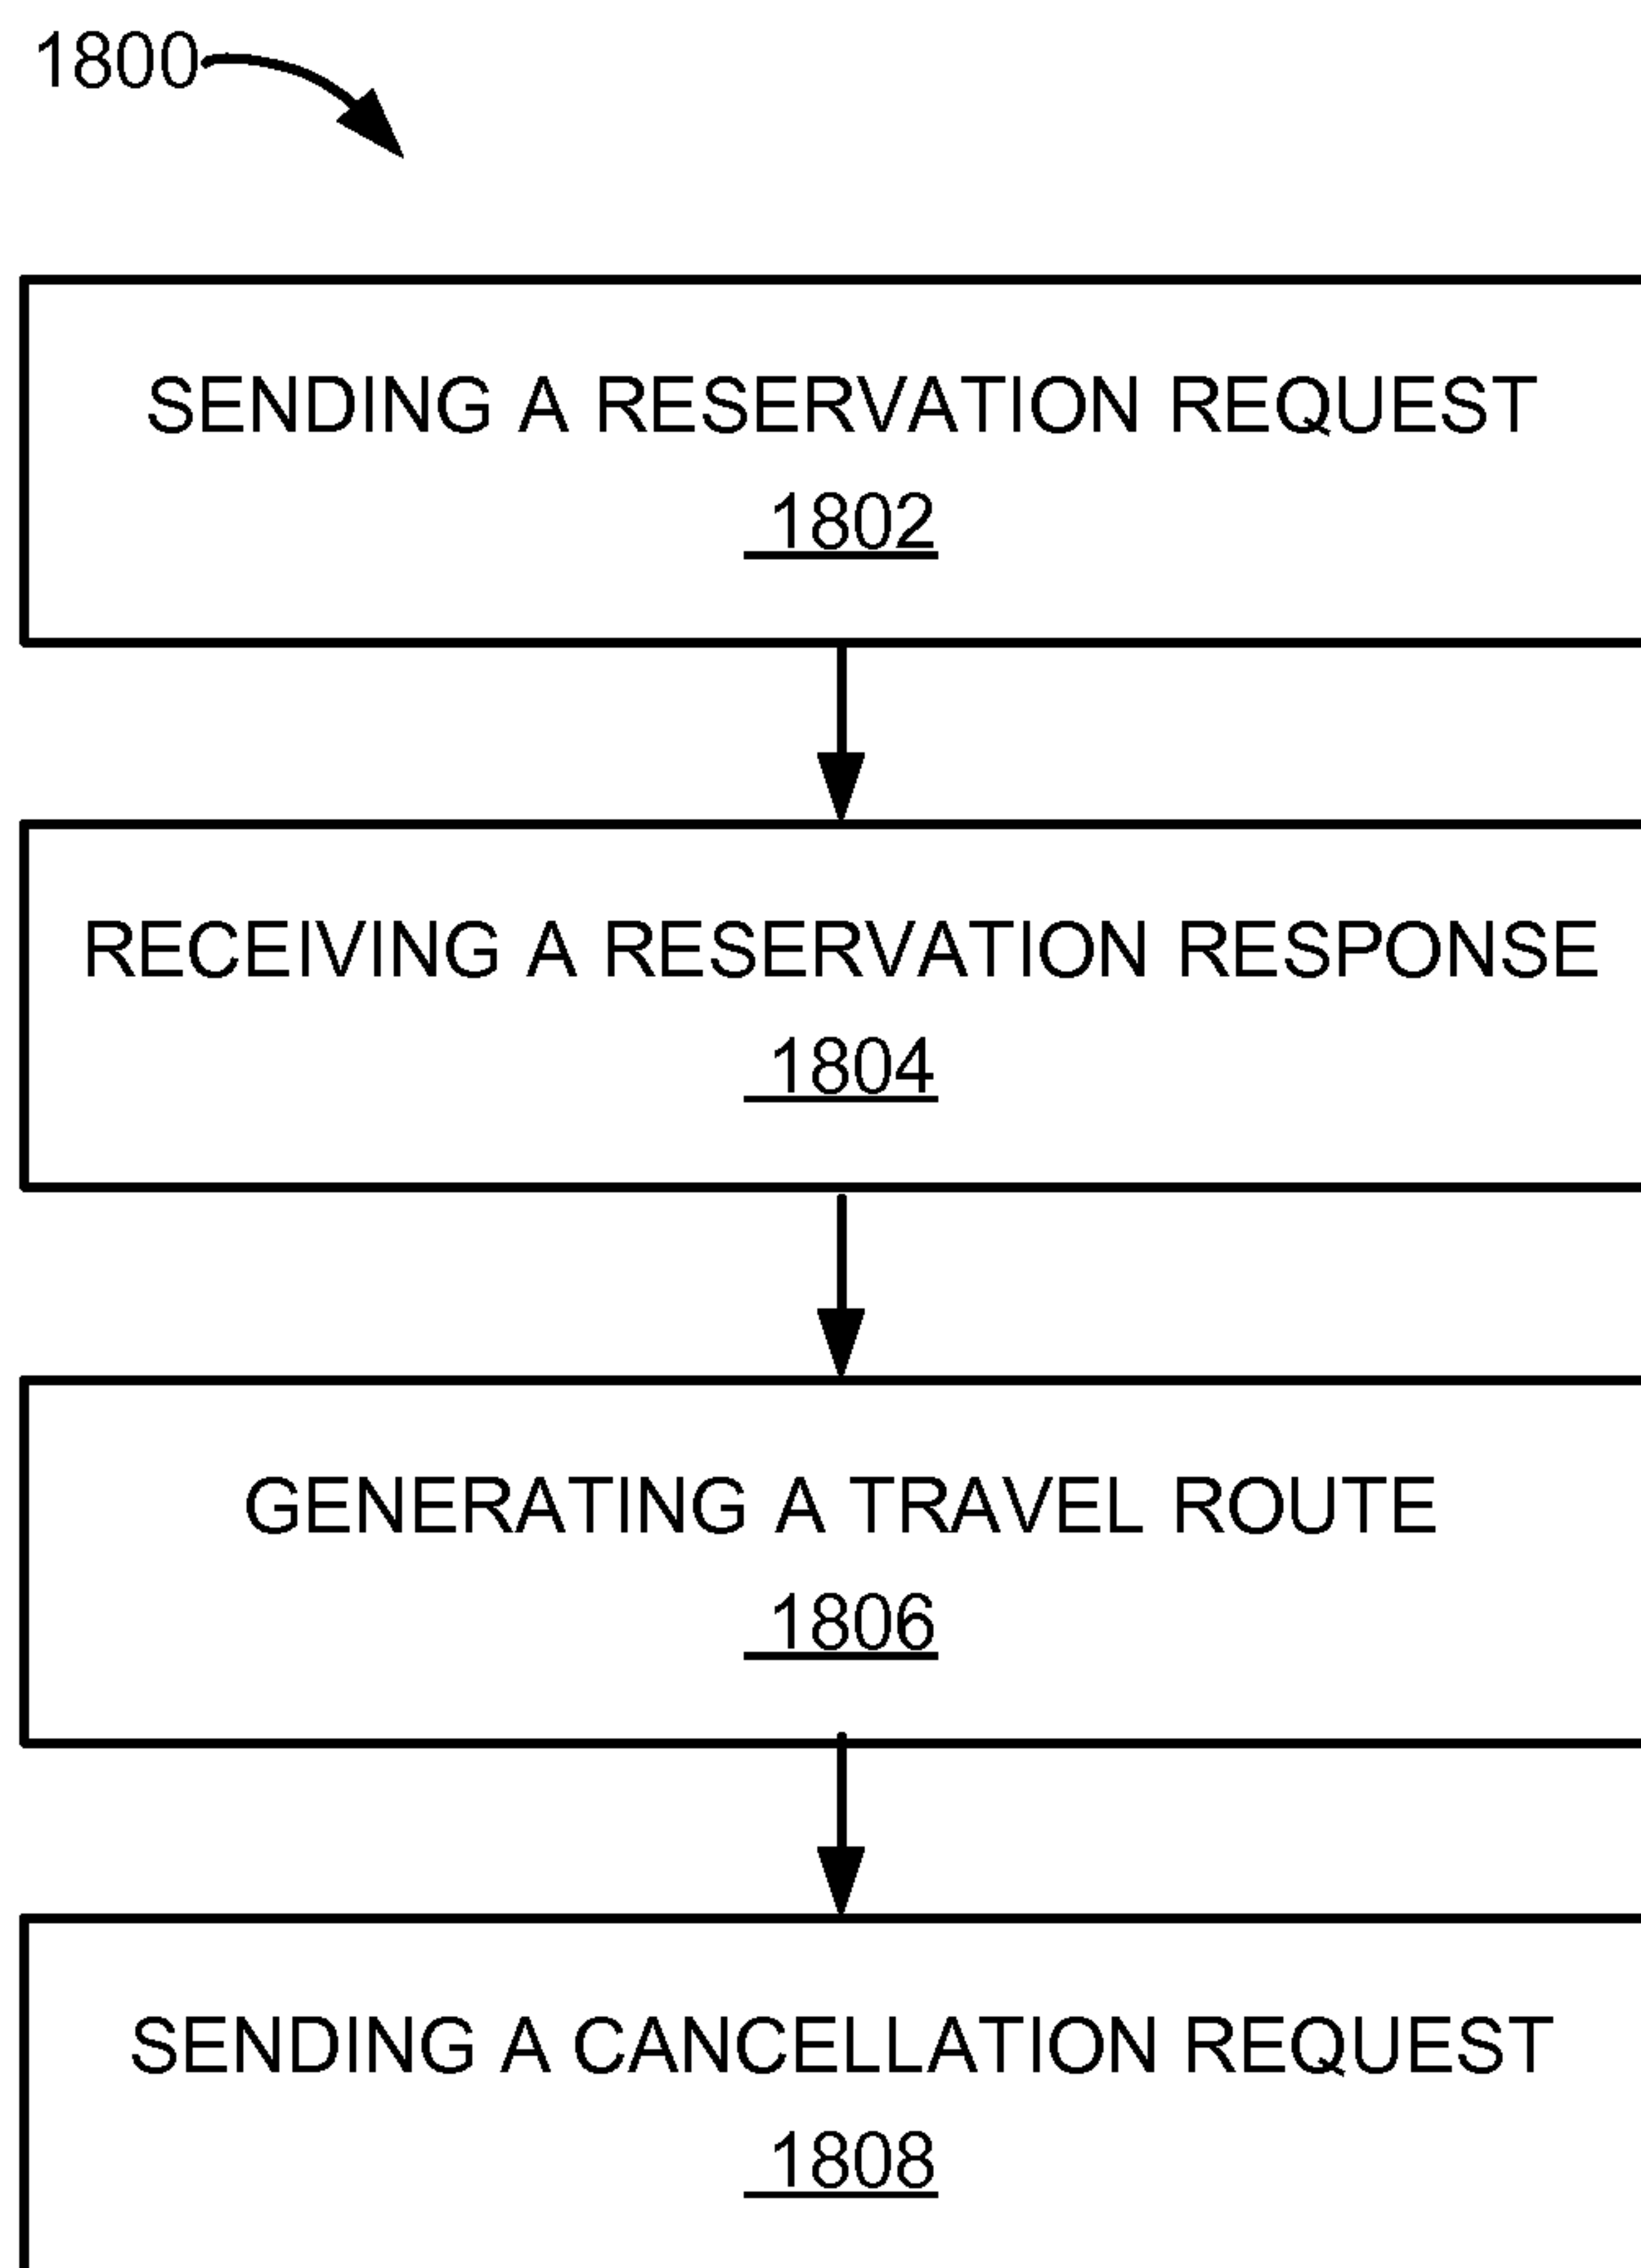 1800
SENDING A RESERVATION REQUEST
1802
RECEIVING A RESERVATION RESPONSE
1804
GENERATING A TRAVEL ROUTE
1806
SENDING A CANCELLATION REQUEST
1808